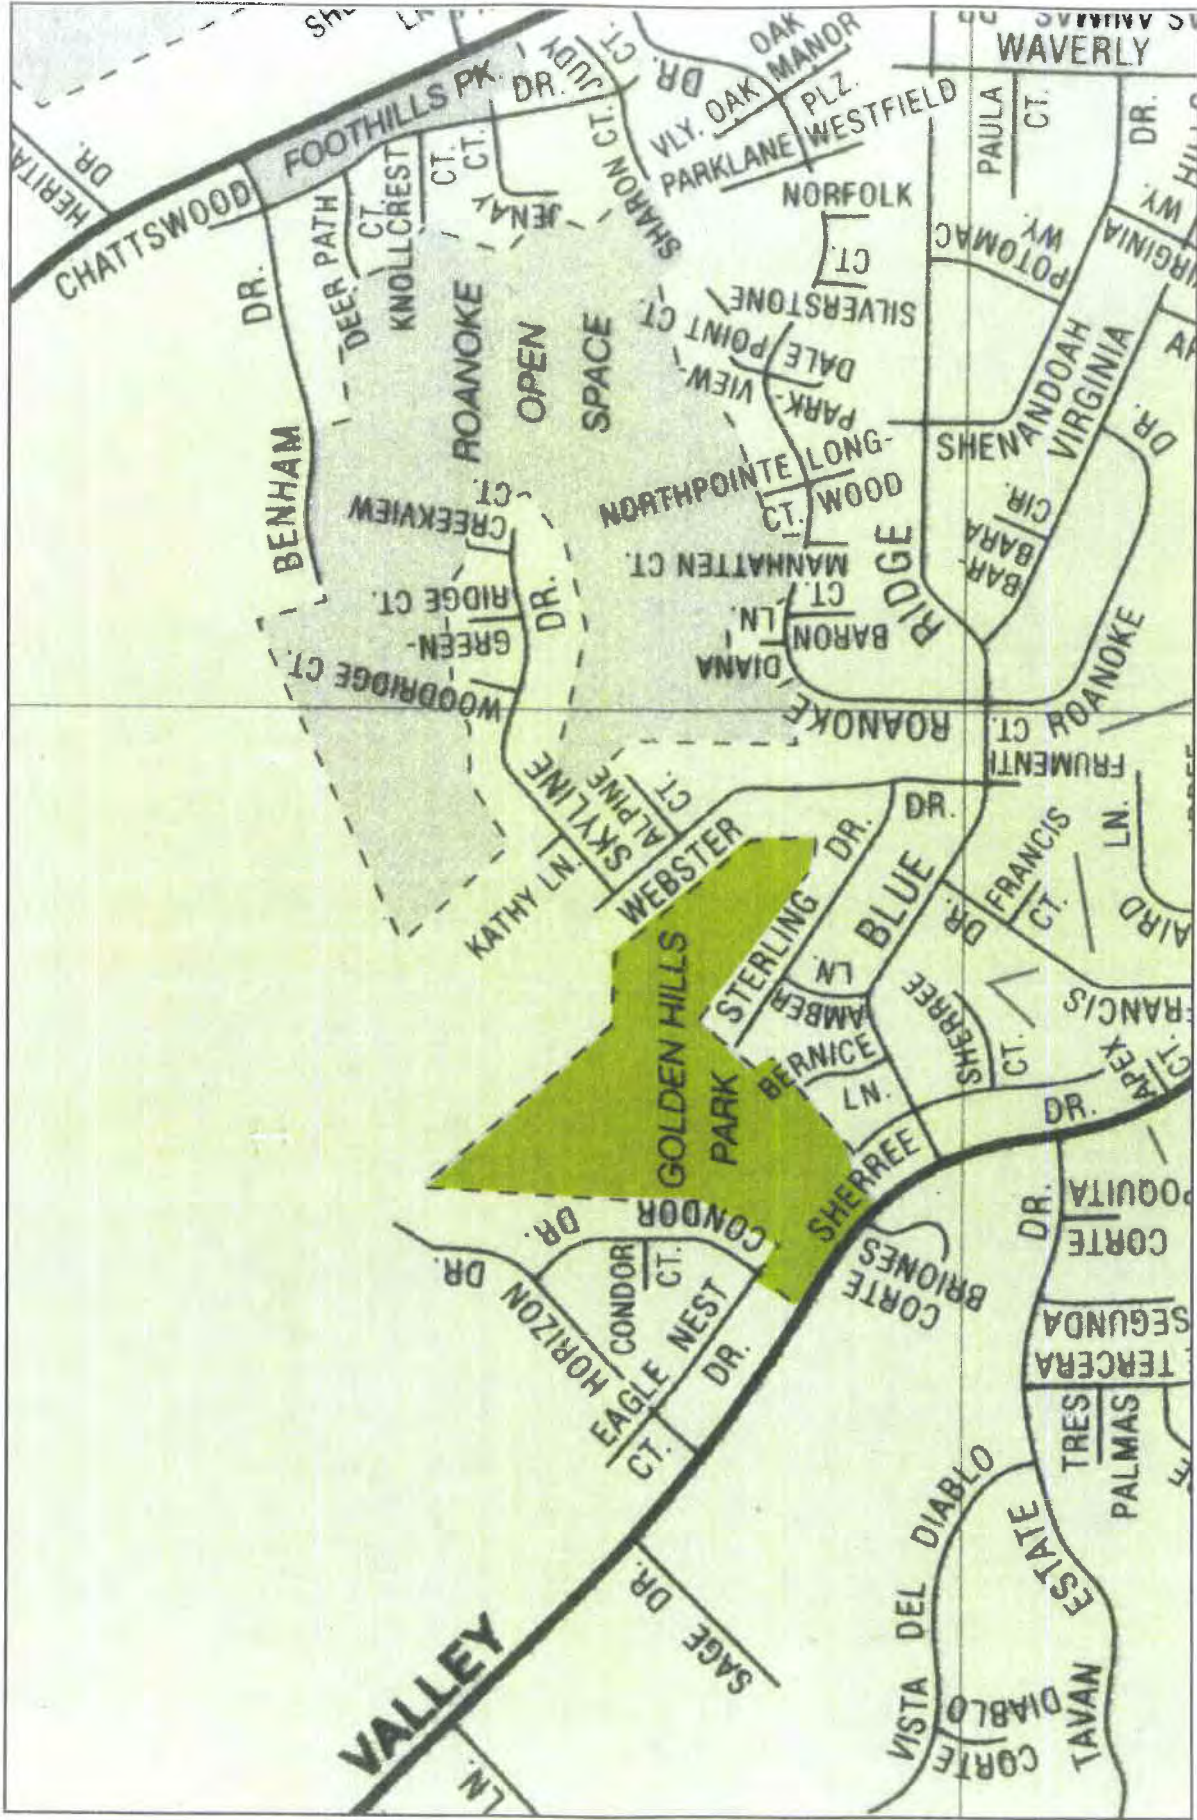 WAVERLY
OAK
MANOR
DR.
JUDY
CT.
DR.
FOOTHILLS PK.
VLY. OAK
PLZ.
PARKLANE
WESTFIELD
PAULA
CT.
DR.
WY.
DR.
CHATTSWOOD
DR.
DEER PATH
CT.
KNOLLCREST
CT.
JENAY CT.
SHARON CT.
NORFOLK
CT.
SILVERSTONE
POTOMAC
WY.
VIRGINIA
ROANOKE
OPEN
SPACE
DALE
POINT CT.
PARK-
VIEW-
BENHAM
SHENANDOAH
VIRGINIA
DR.
CREEKVIEW
CT.
NORTHPOINTE
CT.
LONG-
WOOD
MANHATTEN CT.
BAR-
BARA
CIR.
GREEN-
RIDGE CT.
DR.
WOODRIDGE CT.
DIANA
LN.
BARON
CT.
RIDGE
ROANOKE
ROANOKE
ROANOKE
FRUMENTI
CT.
SKYLINE
ALPINE
CT.
KATHY LN.
WEBSTER
DR.
STERLING
DR.
BLUE
FRANCIS
CT.
DR.
LN.
AIRD
FRANCIS
GOLDEN HILLS
PARK
AMBER
LN.
BERNICE
LN.
SHERREE
CT.
SHERREE
DR.
APEX
CT.
CONDOR
DR.
CONDOR
CT.
HORIZON
DR.
EAGLE NEST
DR.
CT.
CORTE
BRIONES
DR.
CORTE
POQUITA
SEGUNDA
TERCERA
TRES
PALMAS
VALLEY
LN.
SAGE DR.
VISTA DEL DIABLO
CORTE
DIABLO
TAVAN
ESTATE